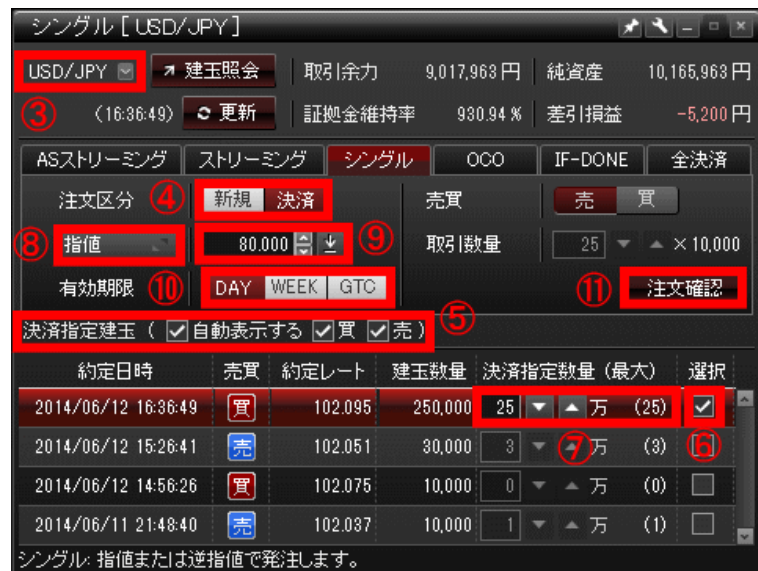 シングル [ USD/JPY ]
USD/JPY 建玉照会 取引余力 9,017,963円 純資産 10,165,963円
③ (16:36:49) 更新 証拠金維持率 930.94 % 差引損益 -5,200円
ASストリーミング ストリーミング シングル OCO IF-DONE 全決済
注文区分 ④ 新規 決済 売買 売 買
⑧ 指値 80.000 ⑨ 取引数量 25 ×10,000
有効期限 ⑩ DAY WEEK GTC ⑪ 注文確認
決済指定建玉 ( 自動表示する 買 売 ) ⑤
約定日時 売買 約定レート 建玉数量 決済指定数量 (最大) 選択
2014/06/12 16:36:49 買 102.095 250,000 25 万 (25)
2014/06/12 15:26:41 売 102.051 30,000 3 ⑦ 万 (3) ⑥
2014/06/12 14:56:26 買 102.075 10,000 0 万 (0)
2014/06/11 21:48:40 売 102.037 10,000 1 万 (1)
シングル: 指値または逆指値で発注します。